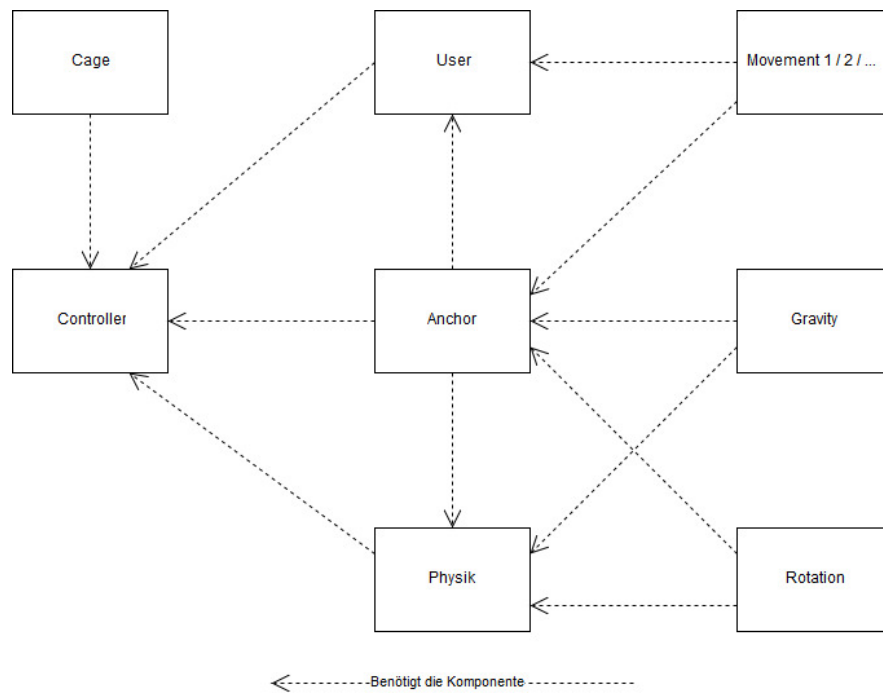 Cage
User
Movement 1 / 2 / ...
Controller
Anchor
Gravity
Physik
Rotation
Benötigt die Komponente